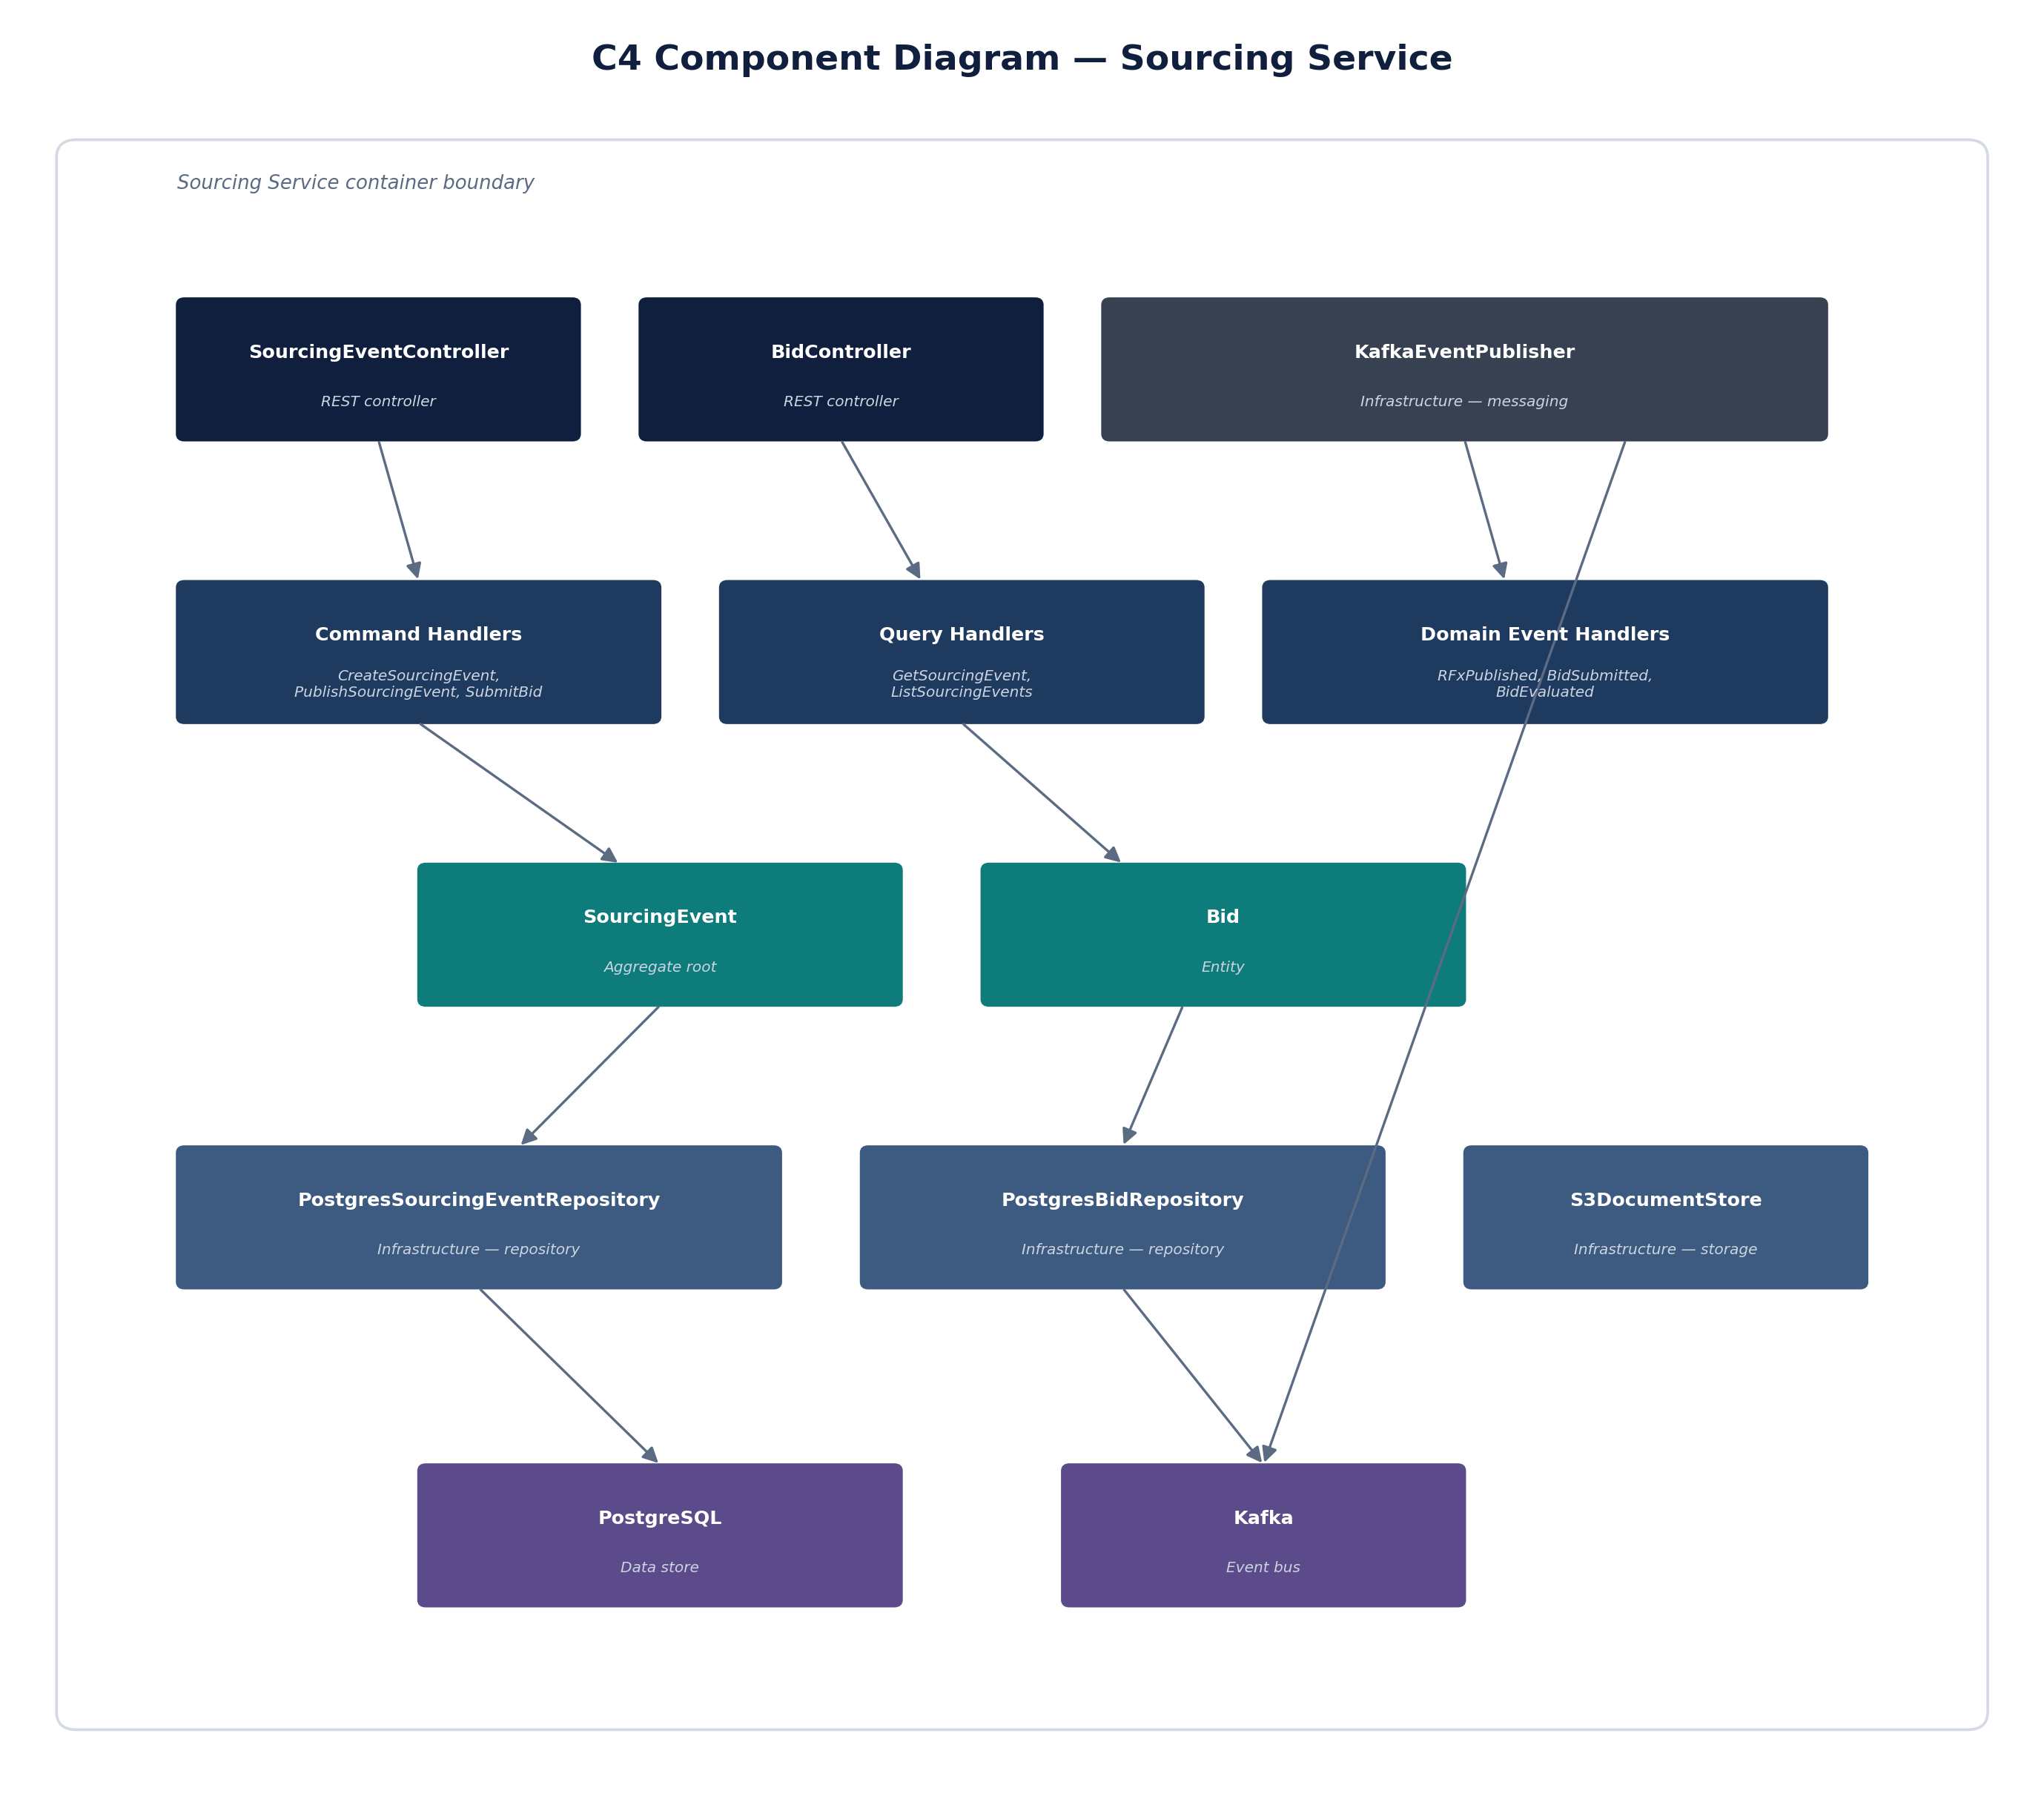 C4 Component Diagram — Sourcing Service
Sourcing Service container boundary
SourcingEventController
REST controller
BidController
REST controller
KafkaEventPublisher
Infrastructure — messaging
Command Handlers
CreateSourcingEvent,
PublishSourcingEvent, SubmitBid
Query Handlers
GetSourcingEvent,
ListSourcingEvents
Domain Event Handlers
RFxPublished, BidSubmitted,
BidEvaluated
SourcingEvent
Aggregate root
Bid
Entity
PostgresSourcingEventRepository
Infrastructure — repository
PostgresBidRepository
Infrastructure — repository
S3DocumentStore
Infrastructure — storage
PostgreSQL
Data store
Kafka
Event bus